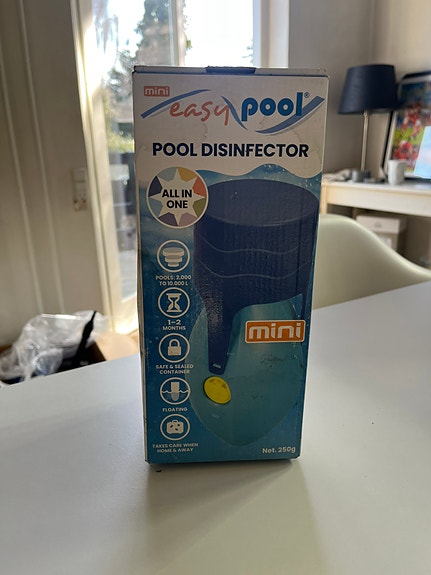 mini
easy pool®
POOL DISINFECTOR
ALL IN
ONE
POOLS: 2.000
TO 10.000 L
1-2
MONTHS
mini
SAFE & SEALED
CONTAINER
FLOATING
TAKES CARE WHEN
HOME & AWAY
Net. 250g